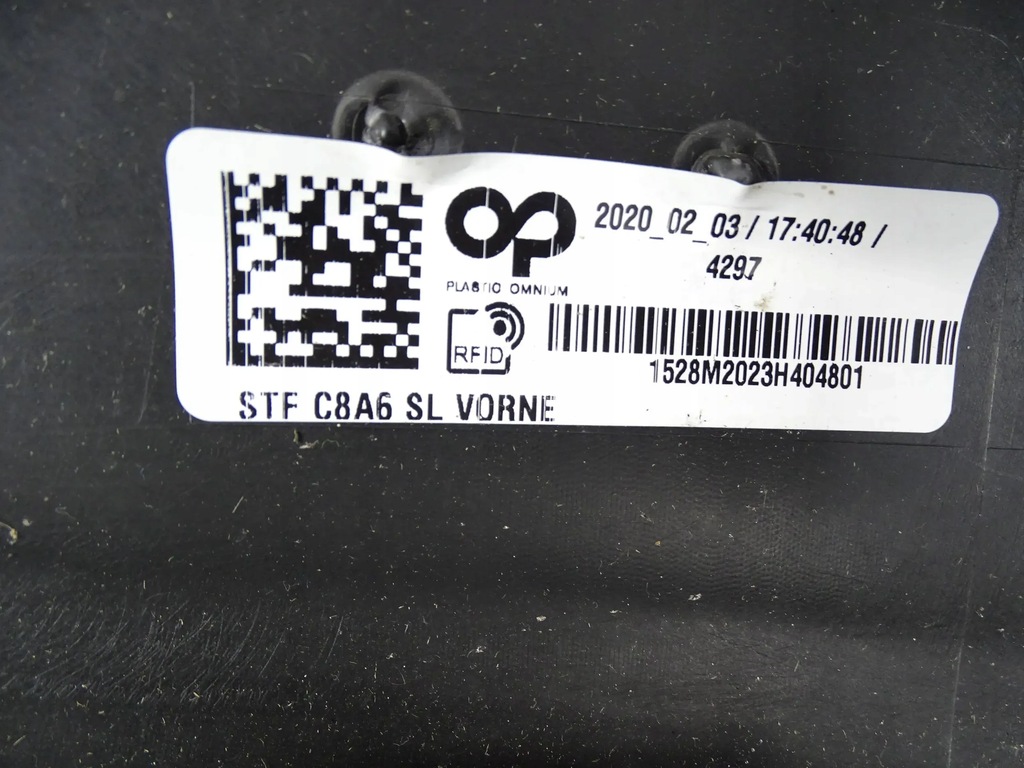 2020_02_03 / 17:40:48 /
4297
PLASTIC OMNIUM
RFID
1528M2023H404801
STF C8A6 SL VORNE